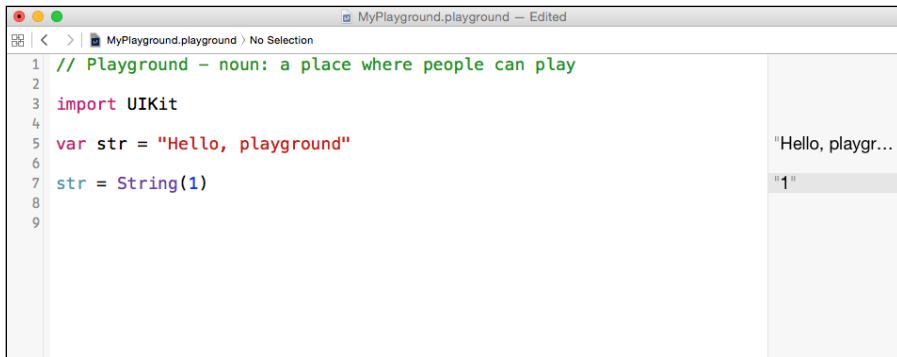 MyPlayground.playground — Edited
MyPlayground.playground 〉 No Selection
1 // Playground - noun: a place where people can play
2
3 import UIKit
4
5 var str = "Hello, playground" "Hello, playgr...
6
7 str = String(1) "1"
8
9